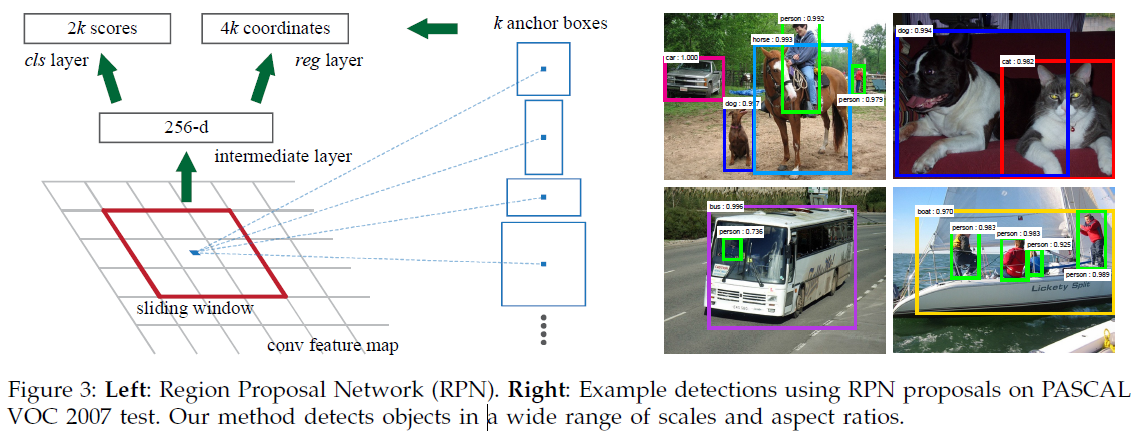 2k scores
4k coordinates
k anchor boxes
cls layer
reg layer
256-d
intermediate layer
sliding window
conv feature map
person : 0.992
horse : 0.993
car : 1.000
dog : 0.997
person : 0.979
dog : 0.994
cat : 0.982
bus : 0.996
person : 0.736
boat : 0.970
person : 0.983
person : 0.983
person : 0.925
person : 0.989
Lickety Split
Figure 3: Left: Region Proposal Network (RPN). Right: Example detections using RPN proposals on PASCAL
VOC 2007 test. Our method detects objects in a wide range of scales and aspect ratios.